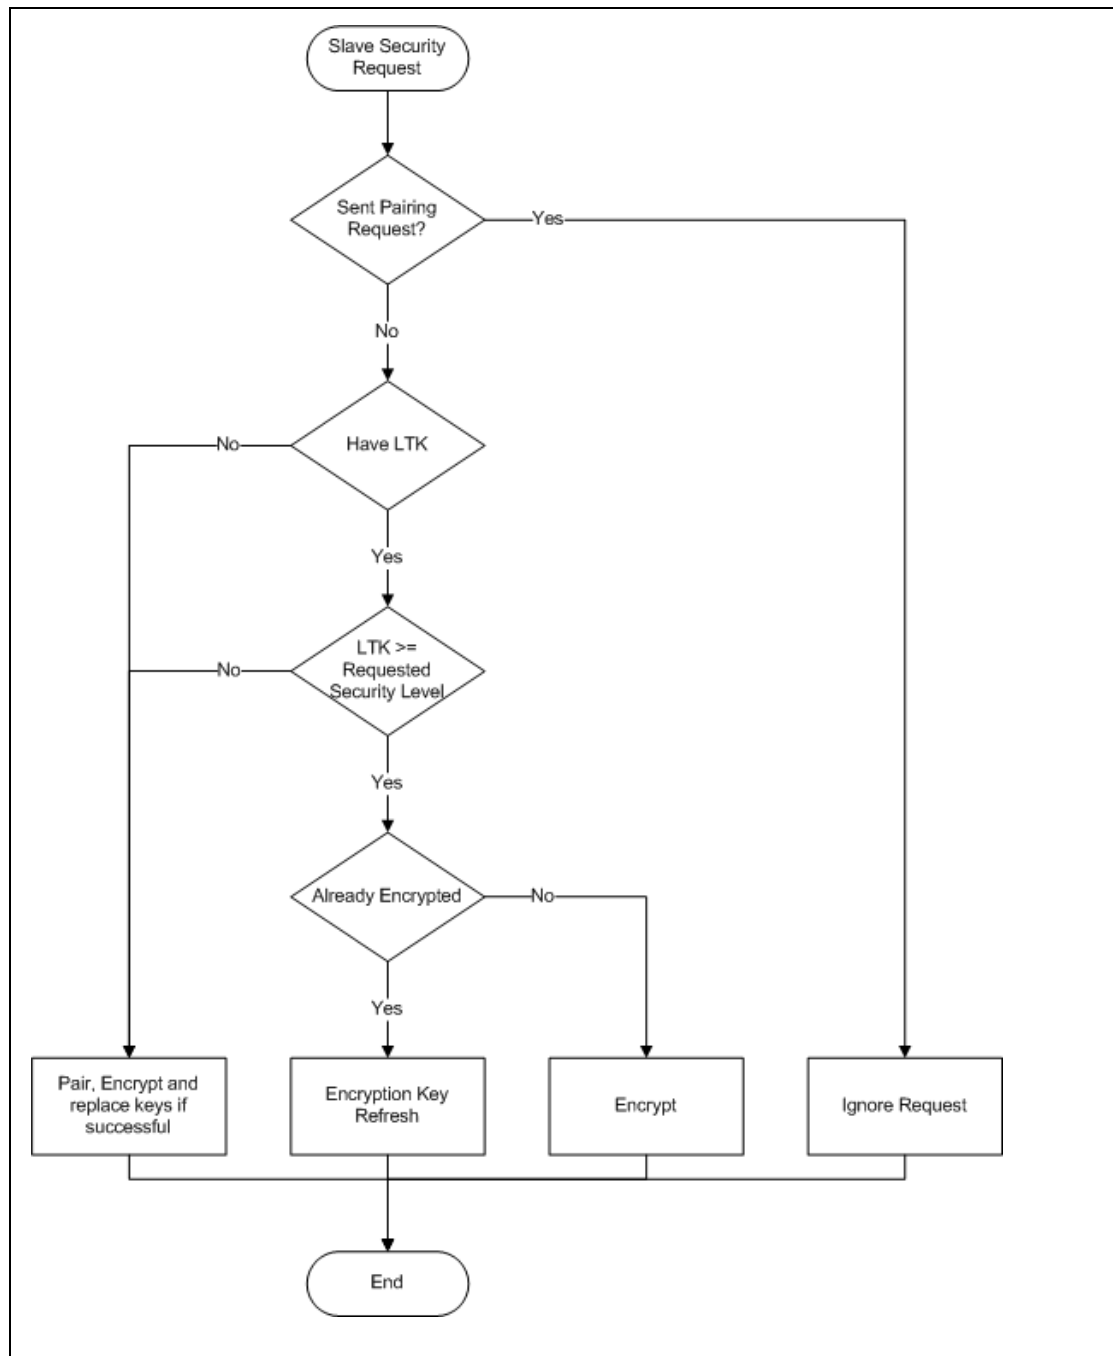 Slave Security
Request
Sent Pairing
Request?
Yes
No
Have LTK
No
Yes
LTK >=
Requested
Security Level
No
Yes
Already Encrypted
No
Yes
Pair, Encrypt and
replace keys if
successful
Encryption Key
Refresh
Encrypt
Ignore Request
End